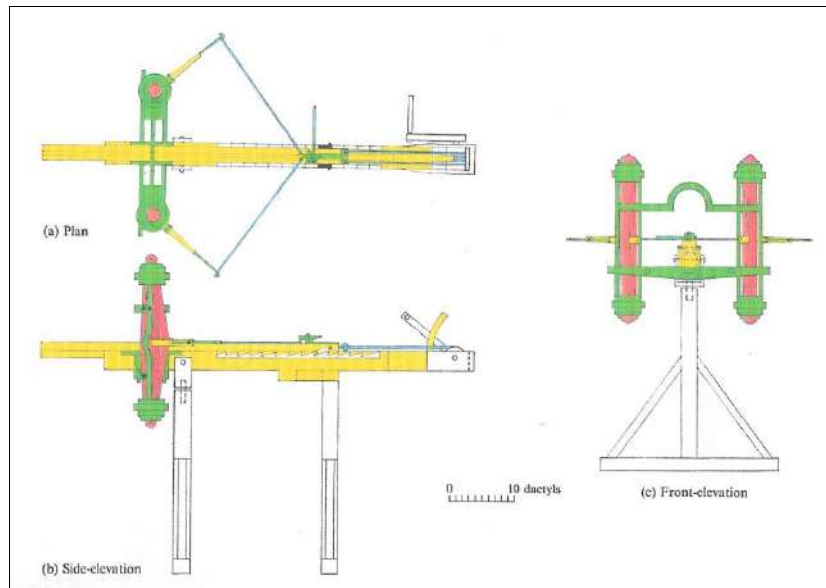 (a) Plan
(b) Side-elevation
0 10 dactyls
(c) Front-elevation